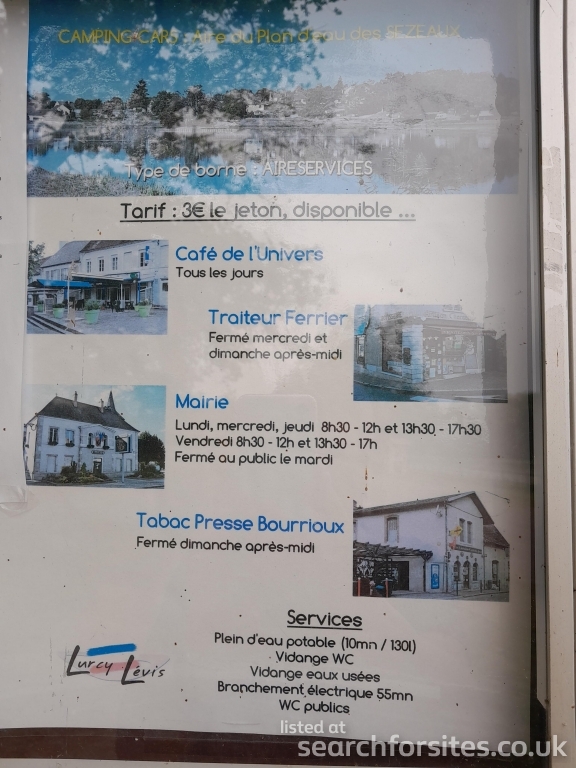 CAMPING-CARS : Aire du Plan d'eau des SEZEAUX
Type de borne : AIRESERVICES
Tarif : 3€ le jeton, disponible ...
Café de l'Univers
Tous les jours
Traiteur Ferrier
Fermé mercredi et
dimanche après-midi
Mairie
Lundi, mercredi, jeudi 8h30 - 12h et 13h30 - 17h30
Vendredi 8h30 - 12h et 13h30 - 17h
Fermé au public le mardi
Tabac Presse Bourrioux
Fermé dimanche après-midi
Services
Plein d'eau potable (10mn / 130l)
Vidange WC
Vidange eaux usées
Branchement électrique 55mn
WC publics
Lurcy Lévis
listed at
searchforsites.co.uk